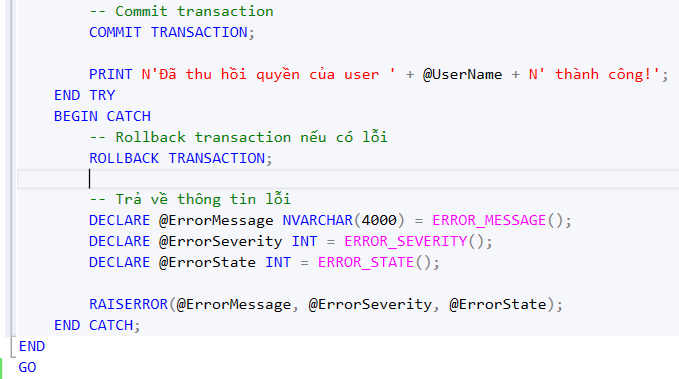 -- Commit transaction
COMMIT TRANSACTION;
PRINT N'Đã thu hồi quyền của user ' + @UserName + N' thành công!';
END TRY
BEGIN CATCH
-- Rollback transaction nếu có lỗi
ROLLBACK TRANSACTION;
-- Trả về thông tin lỗi
DECLARE @ErrorMessage NVARCHAR(4000) = ERROR_MESSAGE();
DECLARE @ErrorSeverity INT = ERROR_SEVERITY();
DECLARE @ErrorState INT = ERROR_STATE();
RAISERROR(@ErrorMessage, @ErrorSeverity, @ErrorState);
END CATCH;
END
GO